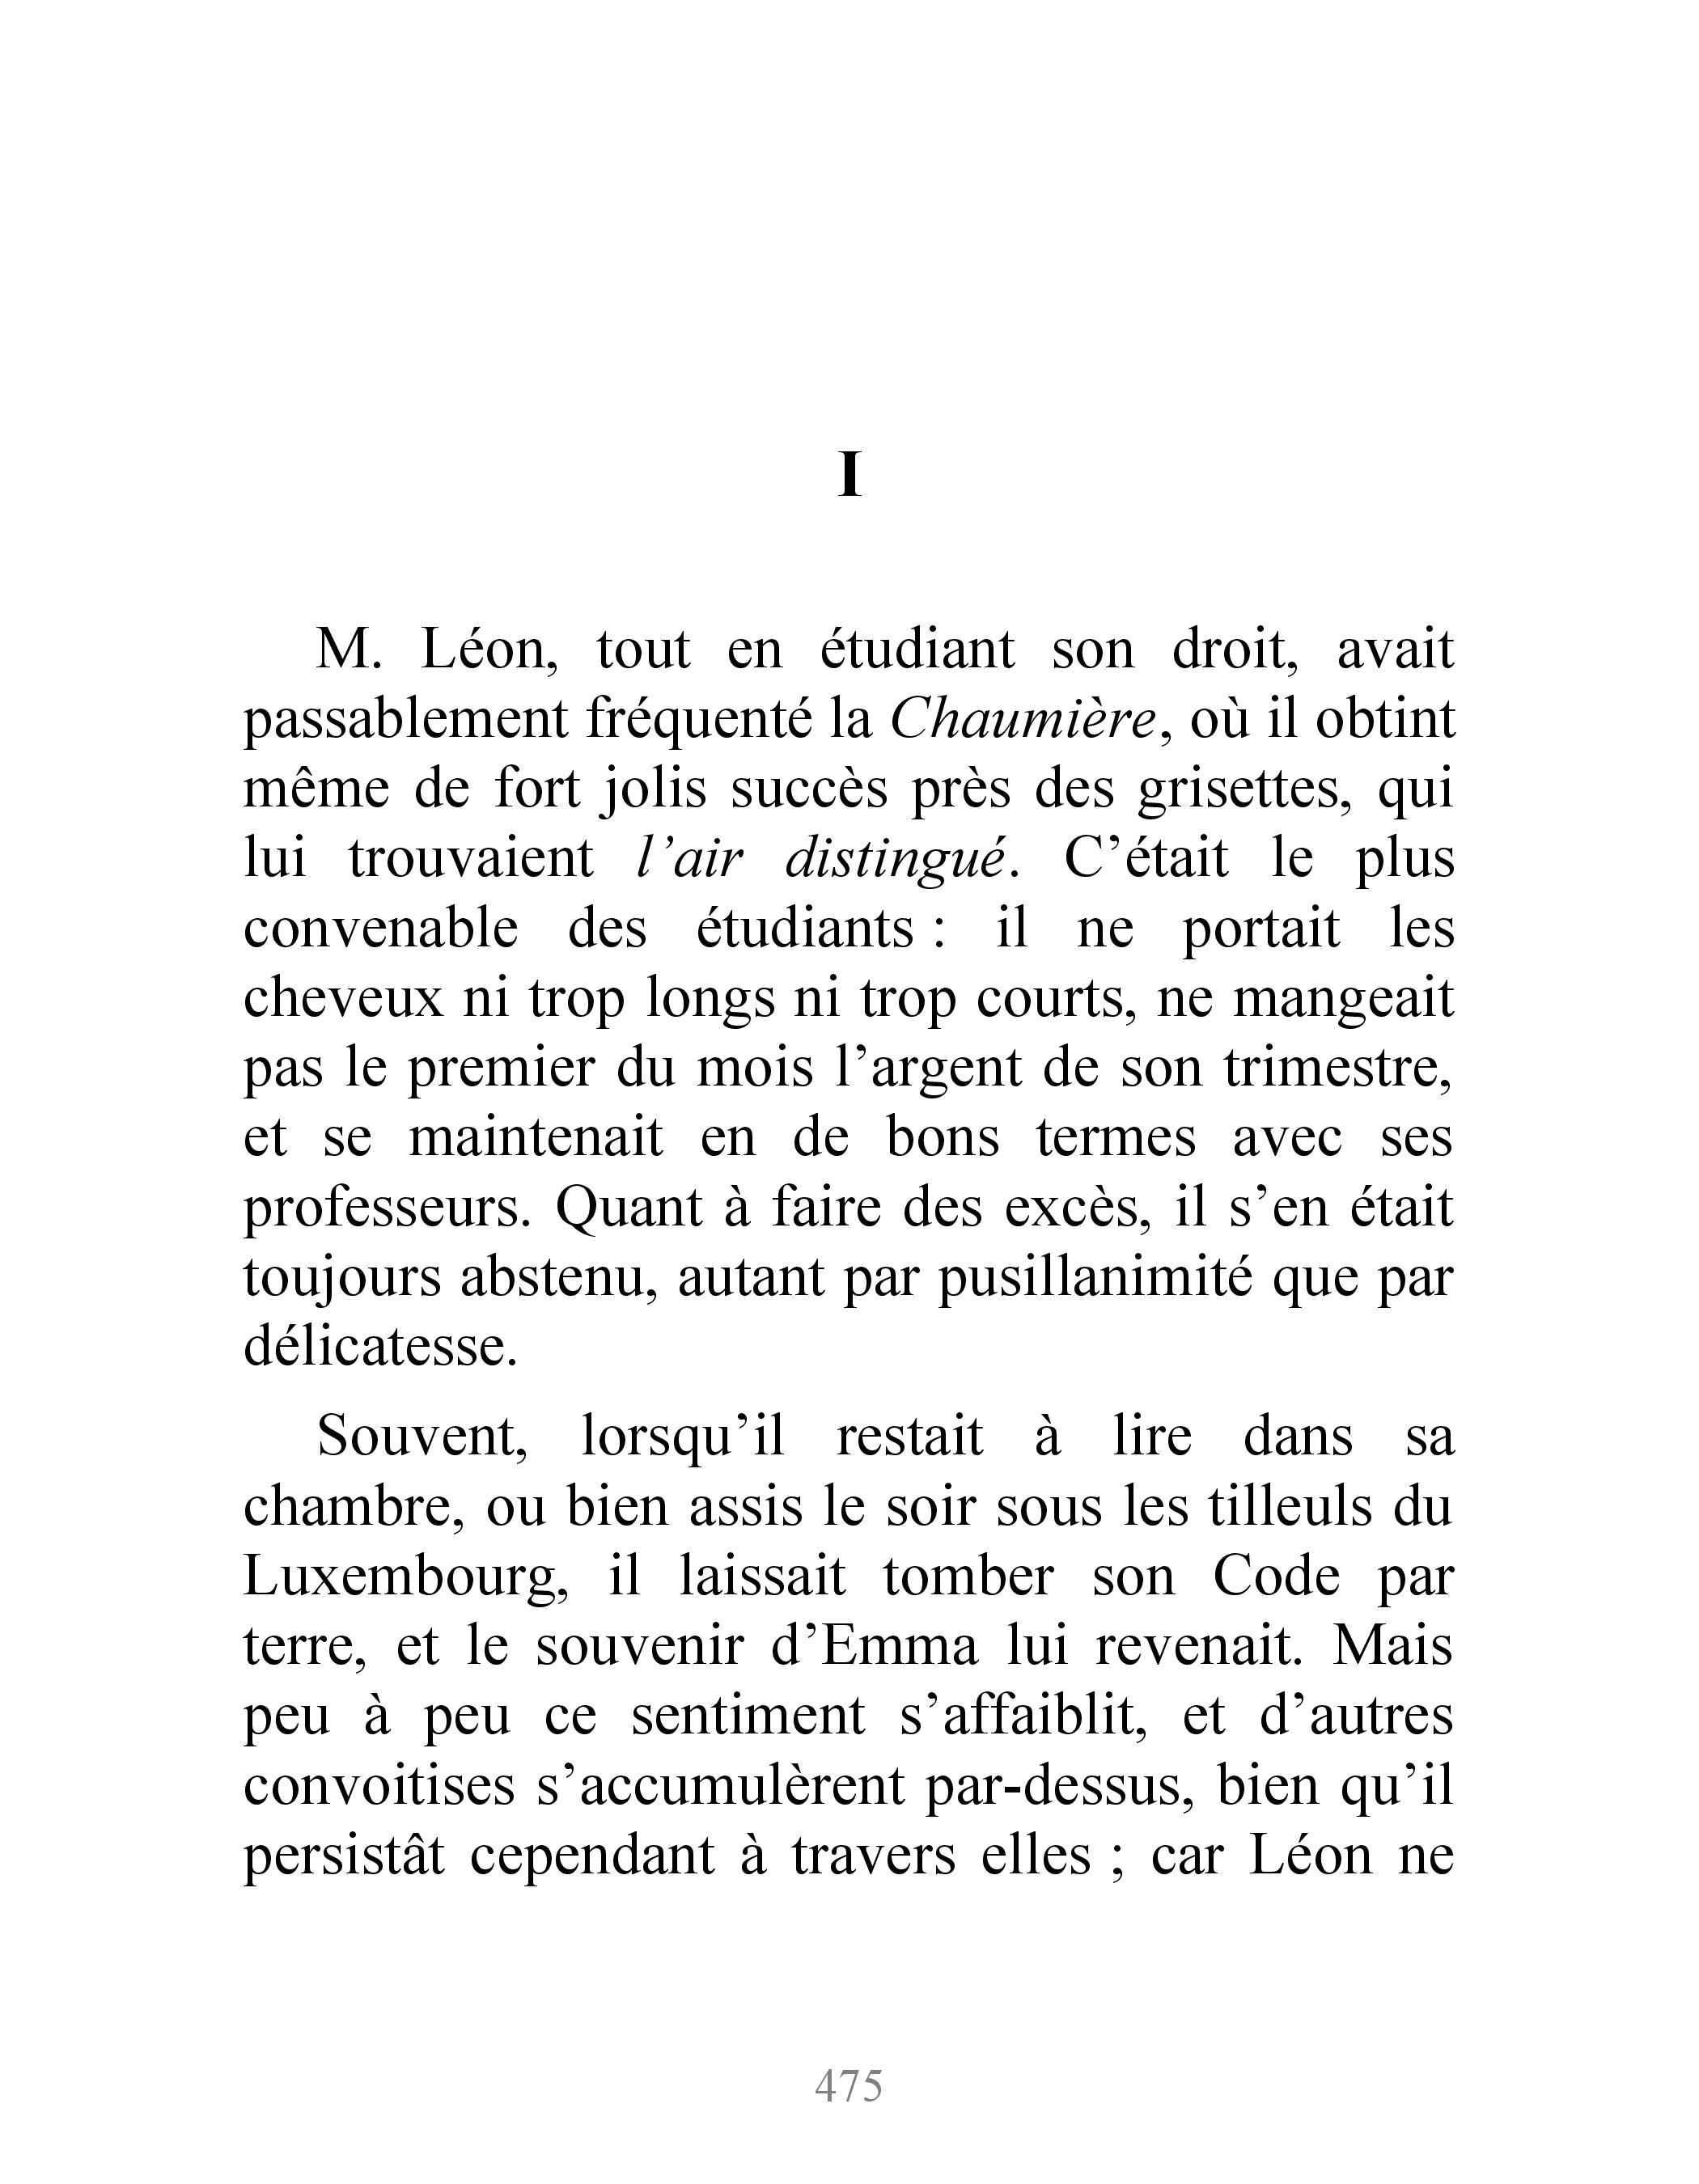 I
M. Léon, tout en étudiant son droit, avait
passablement fréquenté la Chaumière, où il obtint
même de fort jolis succès près des grisettes, qui
lui trouvaient l’air distingué. C’était le plus
convenable des étudiants : il ne portait les
cheveux ni trop longs ni trop courts, ne mangeait
pas le premier du mois l’argent de son trimestre,
et se maintenait en de bons termes avec ses
professeurs. Quant à faire des excès, il s’en était
toujours abstenu, autant par pusillanimité que par
délicatesse.
Souvent, lorsqu’il restait à lire dans sa
chambre, ou bien assis le soir sous les tilleuls du
Luxembourg, il laissait tomber son Code par
terre, et le souvenir d’Emma lui revenait. Mais
peu à peu ce sentiment s’affaiblit, et d’autres
convoitises s’accumulèrent par-dessus, bien qu’il
persistât cependant à travers elles ; car Léon ne
475